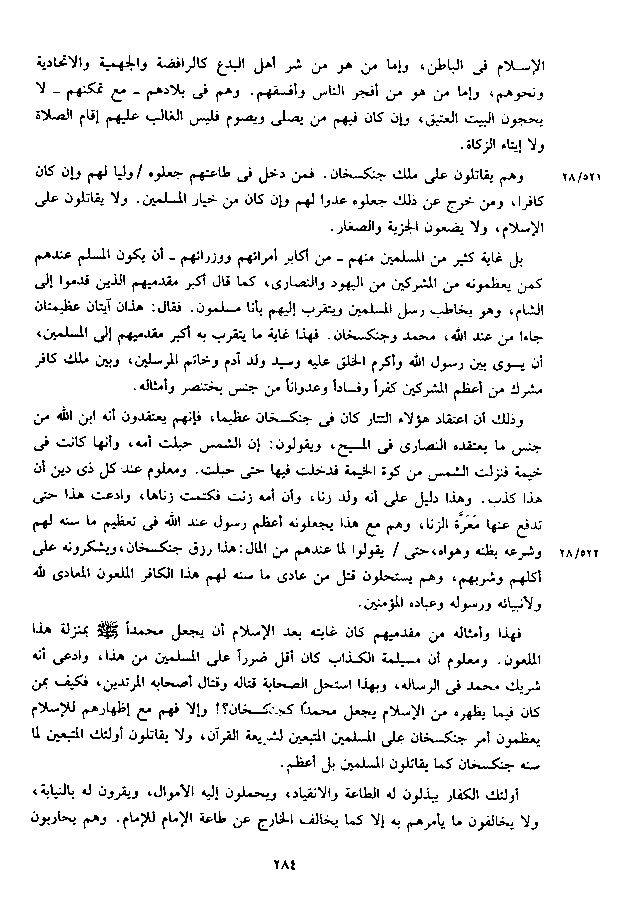 الإسلام فى الباطن، وإما من هو من شر أهل البدع كالرافضة والجهمية والاتحادية
ونحوهم، وإما من هو من أفجر الناس وأفسقهم. وهم فى بلادهم ـ مع تمكنهم ـ لا
يحجون البيت العتيق، وإن كان فيهم من يصلى ويصوم فليس الغالب عليهم إقام الصلاة
ولا إيتاء الزكاة.
وهم يقاتلون على ملك جنكسخان. فمن دخل فى طاعتهم جعلوه / وليا لهم وإن كان
٢٨/٥٢١
كافرا، ومن خرج عن ذلك جعلوه عدوا لهم وإن كان من خيار المسلمين. ولا يقاتلون على
الإسلام، ولا يضعون الجزية والصغار.
بل غاية كثير من المسلمين منهم ـ من أكابر أمرائهم ووزرائهم ـ أن يكون المسلم عندهم
كمن يعظمونه من المشركين من اليهود والنصارى، كما قال أكبر مقدميهم الذين قدموا إلى
الشام، وهو يخاطب رسل المسلمين ويتقرب إليهم بأنا مسلمون. فقال: هذان آيتان عظيمتان
جاءا من عند الله، محمد وجنكسخان. فهذا غاية ما يتقرب به أكبر مقدميهم إلى المسلمين،
أن يسوى بين رسول الله وأكرم الخلق عليه وسيد ولد آدم وخاتم المرسلين، وبين ملك كافر
مشرك من أعظم المشركين كفراً وفساداً وعدواناً من جنس بختنصر وأمثاله.
وذلك أن اعتقاد هؤلاء التتار كان فى جنكسخان عظيما، فإنهم يعتقدون أنه ابن الله من
جنس ما يعتقده النصارى فى المسيح، ويقولون: إن الشمس حبلت أمه، وأنها كانت فى
خيمة فنزلت الشمس من كوة الخيمة فدخلت فيها حتى حبلت. ومعلوم عند كل ذى دين أن
هذا كذب. وهذا دليل على أنه ولد زنا، وأن أمه زنت فكتمت زناها، وادعت هذا حتى
تدفع عنها مَعَرَّة الزنا، وهم مع هذا يجعلونه أعظم رسول عند الله فى تعظيم ما سنه لهم
وشرعه بظنه وهواه، حتى / يقولوا لما عندهم من المال: هذا رزق جنكسخان، ويشكرونه على
٢٨/٥٢٢
أكلهم وشربهم، وهم يستحلون قتل من عادى ما سنه لهم هذا الكافر الملعون المعادى لله
ولأنبيائه ورسوله وعباده المؤمنين.
فهذا وأمثاله من مقدميهم كان غايته بعد الإسلام أن يجعل محمداً ﷺ بمنزلة هذا
الملعون. ومعلوم أن مسيلمة الكذاب كان أقل ضرراً على المسلمين من هذا، وادعى أنه
شريك محمد فى الرساله، وبهذا استحل الصحابة قتاله وقتال أصحابه المرتدين، فكيف بمن
كان فيما يظهره من الإسلام يجعل محمدًا كجنكسخان؟! وإلا فهم مع إظهارهم للإسلام
يعظمون أمر جنكسخان على المسلمين المتبعين لشريعة القرآن، ولا يقاتلون أولئك المتبعين لما
سنه جنكسخان كما يقاتلون المسلمين بل أعظم.
أولئك الكفار يبذلون له الطاعة والانقياد، ويحملون إليه الأموال، ويقرون له بالنيابة،
ولا يخالفون ما يأمرهم به إلا كما يخالف الخارج عن طاعة الإمام للإمام. وهم يحاربون
٢٨٤